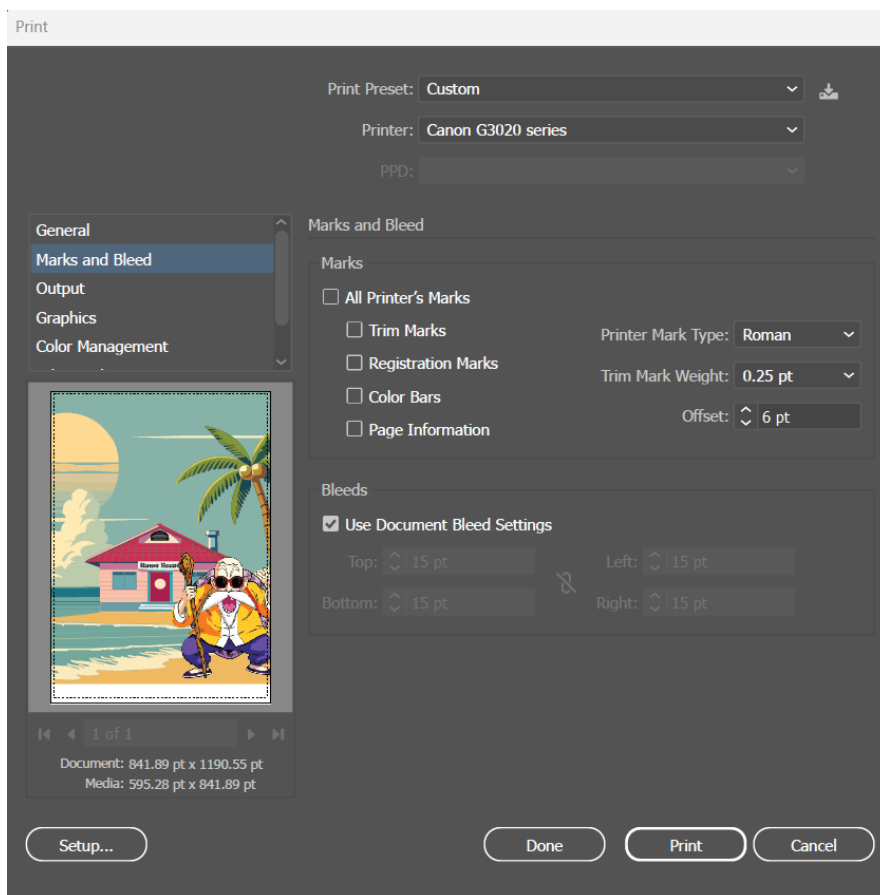 Print
Print Preset: Custom
Printer: Canon G3020 series
PPD:
General
Marks and Bleed
Output
Graphics
Color Management
Marks and Bleed
Marks
All Printer's Marks
Trim Marks
Registration Marks
Color Bars
Page Information
Printer Mark Type: Roman
Trim Mark Weight: 0.25 pt
Offset: 6 pt
Bleeds
Use Document Bleed Settings
Top: 15 pt
Left: 15 pt
Bottom: 15 pt
Right: 15 pt
1 of 1
Document: 841.89 pt x 1190.55 pt
Media: 595.28 pt x 841.89 pt
Setup...
Done
Print
Cancel